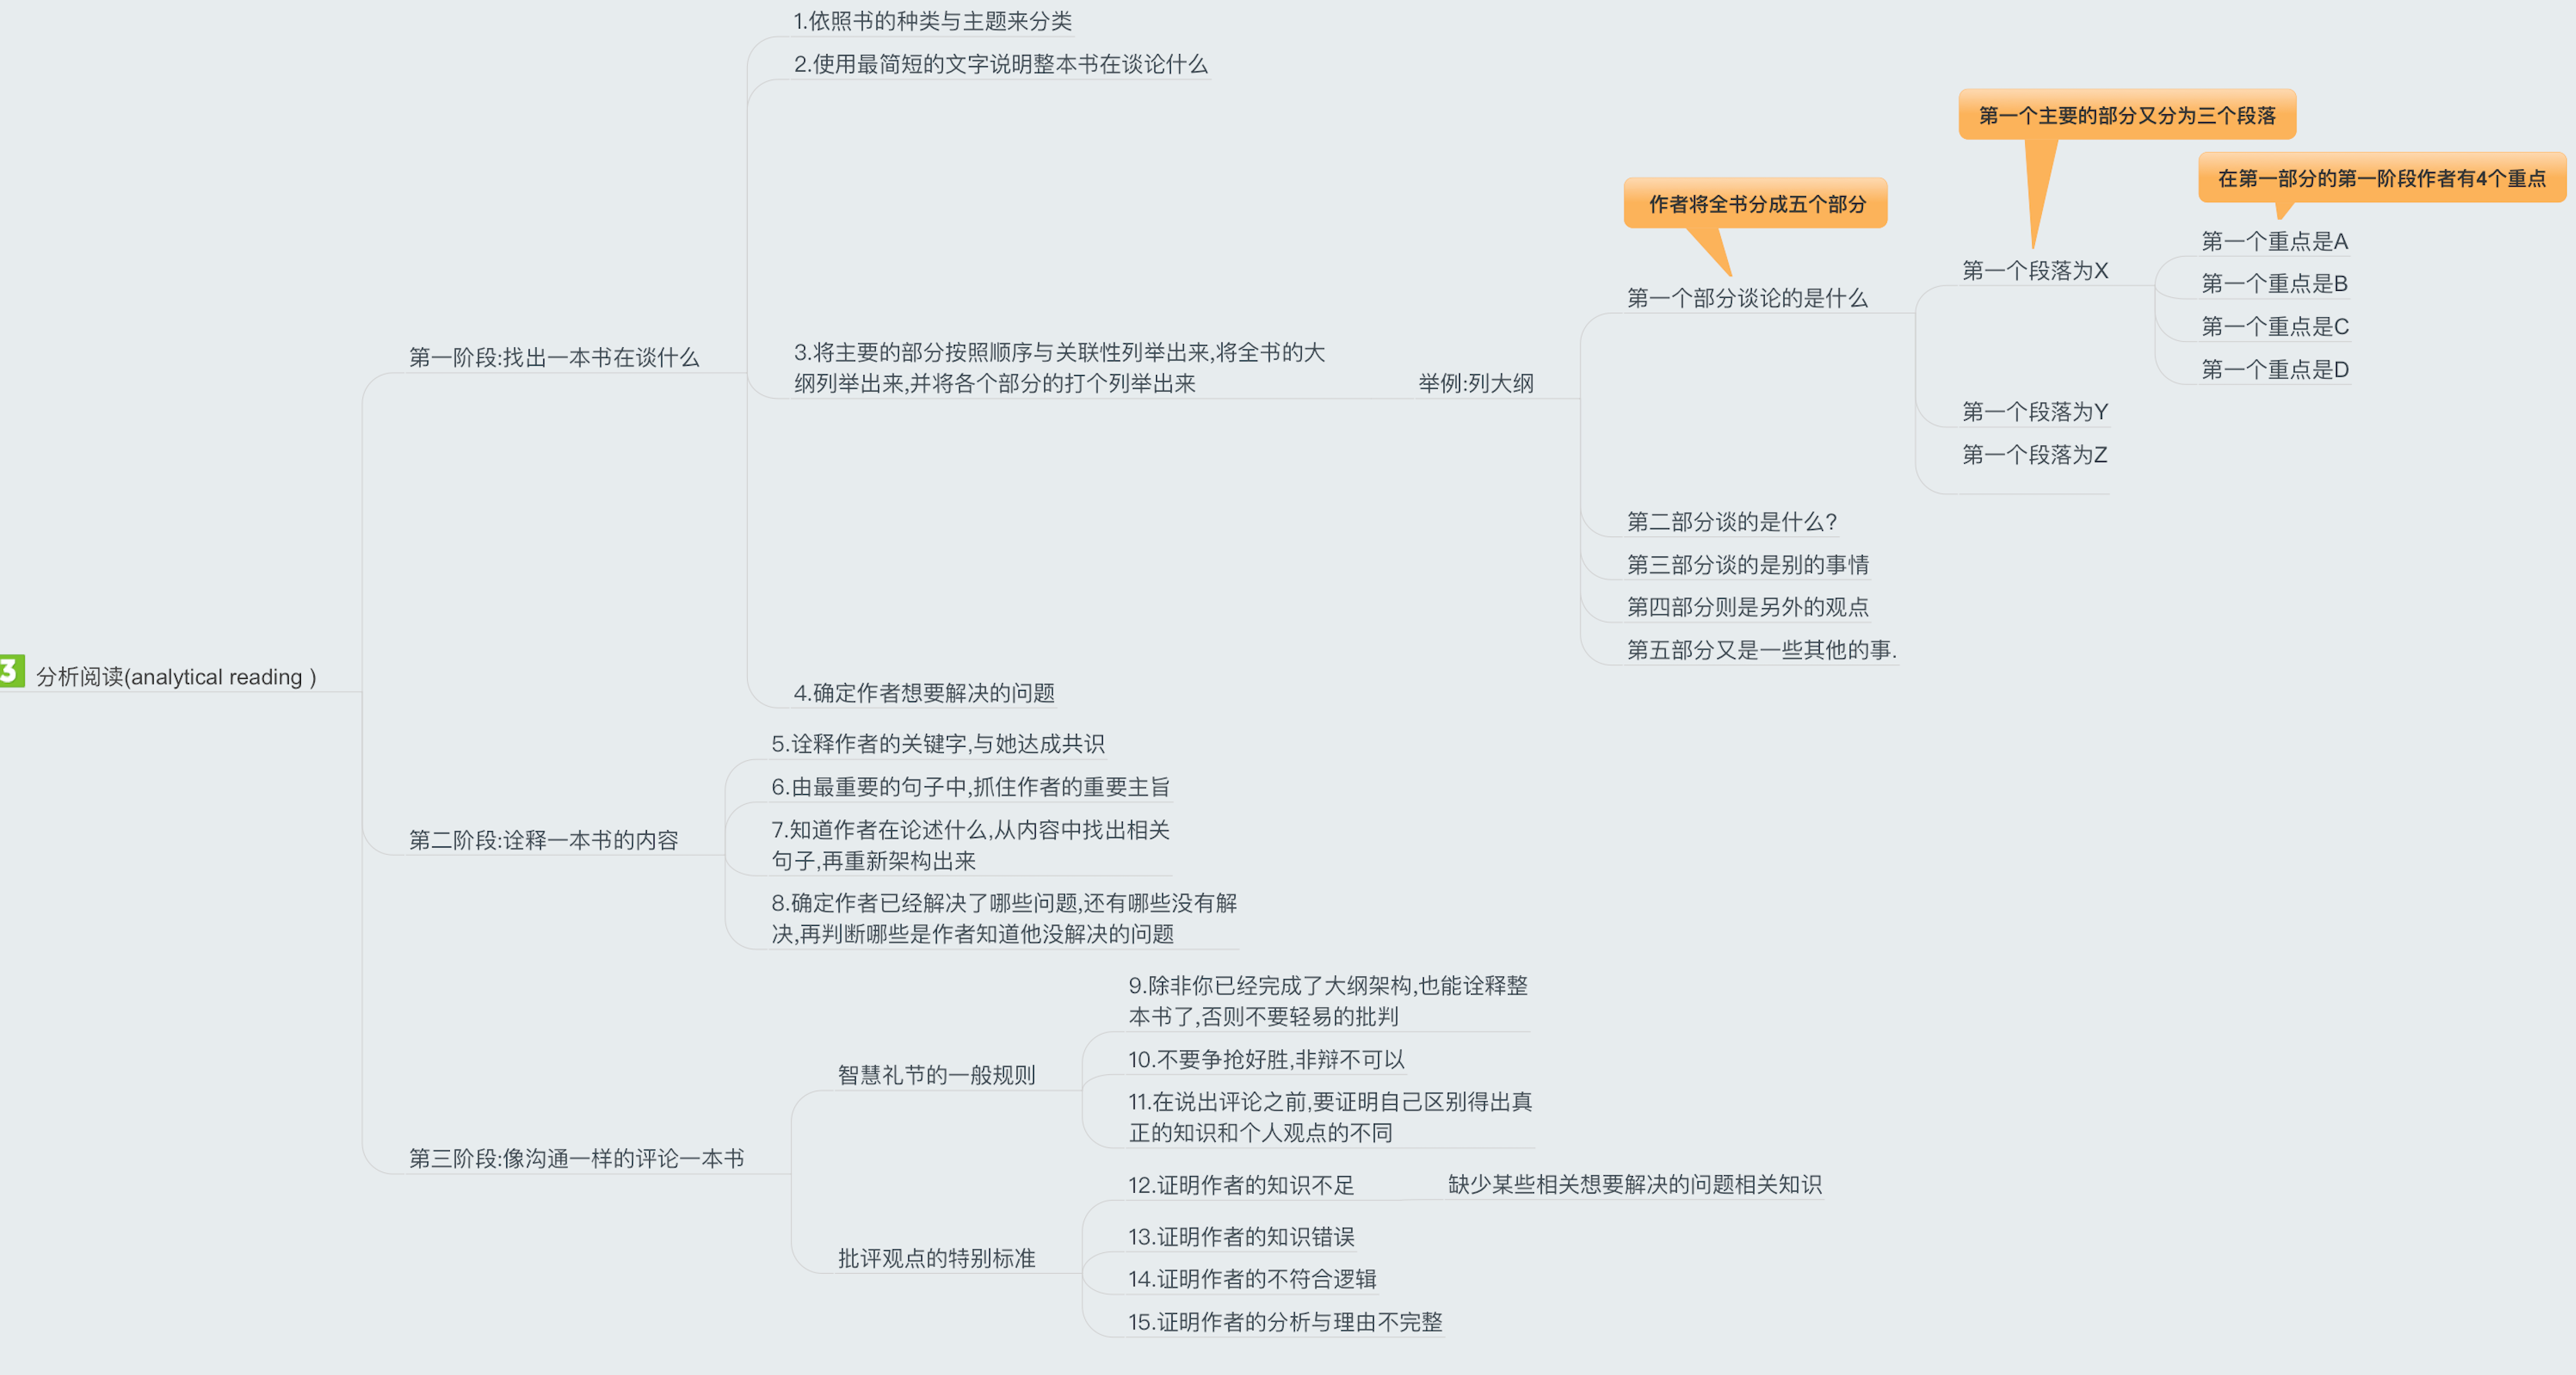 1.依照书的种类与主题来分类
2.使用最简短的文字说明整本书在谈论什么
第一个主要的部分又分为三个段落
在第一部分的第一阶段作者有4个重点
作者将全书分成五个部分
第一个重点是A
第一个段落为X
第一个重点是B
第一个部分谈论的是什么
第一个重点是C
第一阶段:找出一本书在谈什么
3.将主要的部分按照顺序与关联性列举出来,将全书的大
纲列举出来,并将各个部分的打个列举出来
举例:列大纲
第一个重点是D
第一个段落为Y
第一个段落为Z
第二部分谈的是什么?
第三部分谈的是别的事情
第四部分则是另外的观点
第五部分又是一些其他的事.
3 分析阅读(analytical reading )
4.确定作者想要解决的问题
5.诠释作者的关键字,与她达成共识
6.由最重要的句子中,抓住作者的重要主旨
第二阶段:诠释一本书的内容
7.知道作者在论述什么,从内容中找出相关
句子,再重新架构出来
8.确定作者已经解决了哪些问题,还有哪些没有解
决,再判断哪些是作者知道他没解决的问题
9.除非你已经完成了大纲架构,也能诠释整
本书了,否则不要轻易的批判
智慧礼节的一般规则
10.不要争抢好胜,非辩不可以
11.在说出评论之前,要证明自己区别得出真
正的知识和个人观点的不同
第三阶段:像沟通一样的评论一本书
12.证明作者的知识不足
缺少某些相关想要解决的问题相关知识
13.证明作者的知识错误
批评观点的特别标准
14.证明作者的不符合逻辑
15.证明作者的分析与理由不完整